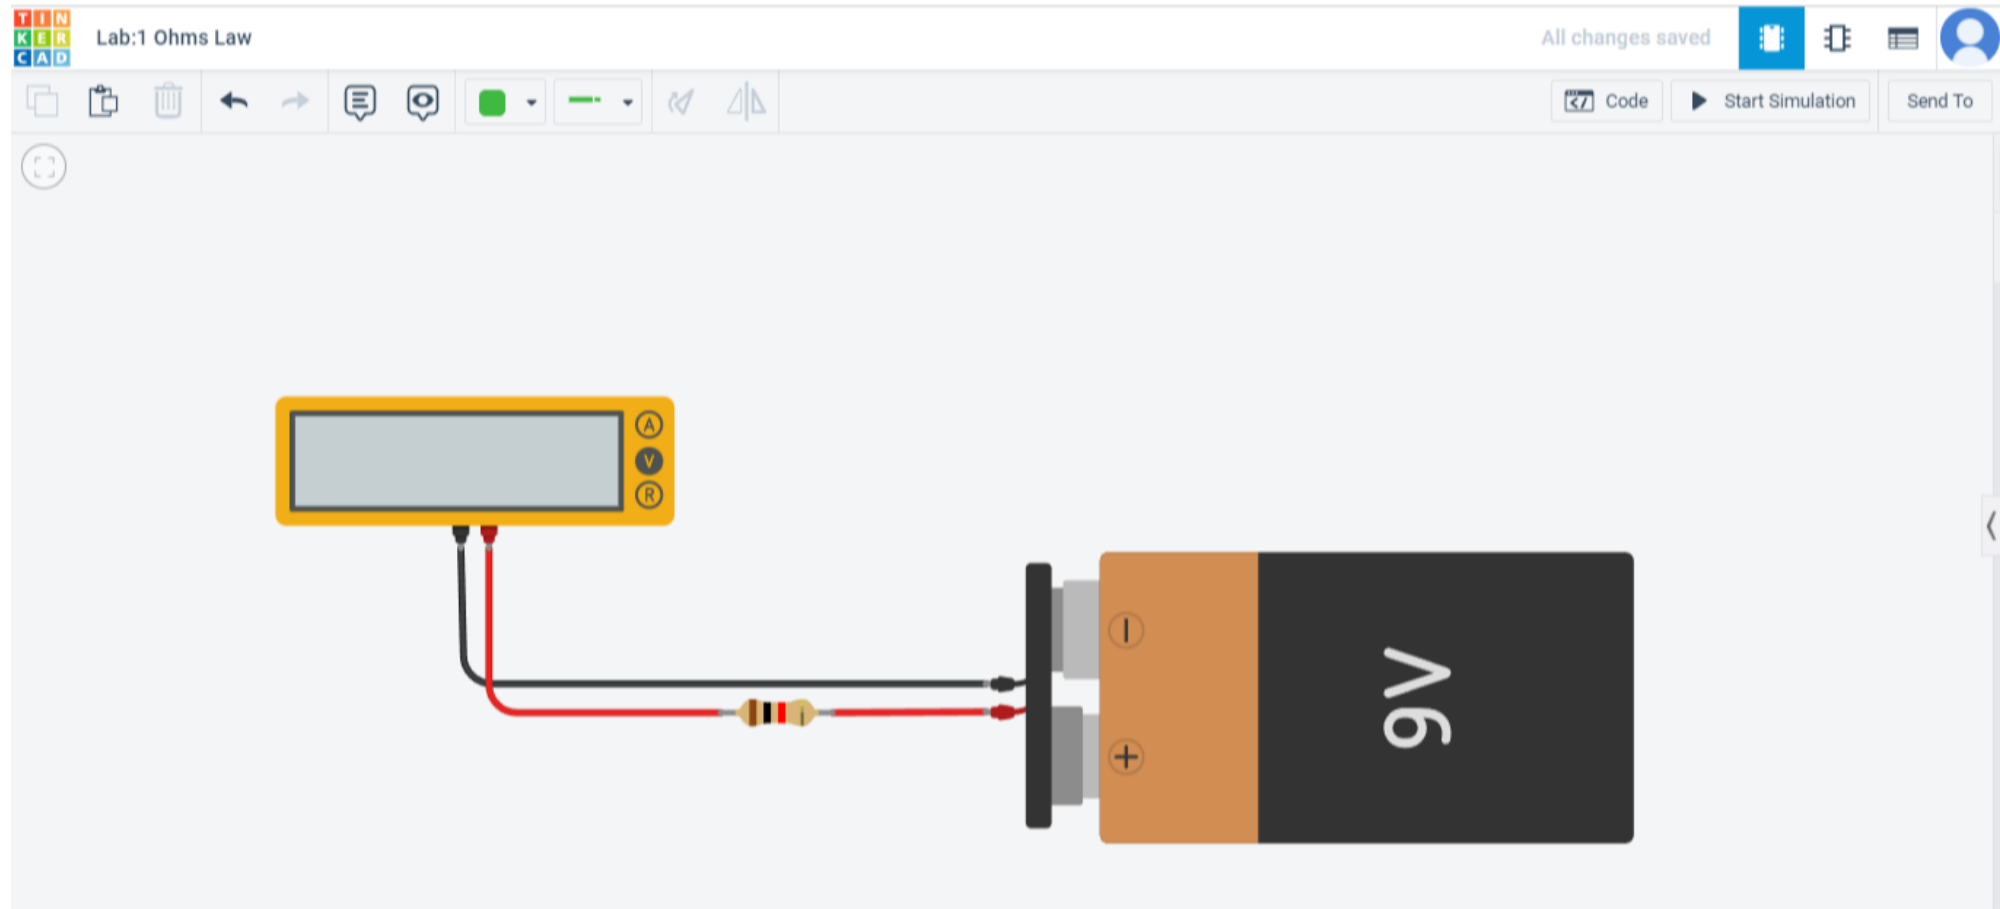 TIN
KER
CAD
Lab:1 Ohms Law
All changes saved
Code
Start Simulation
Send To
A
V
R
9V